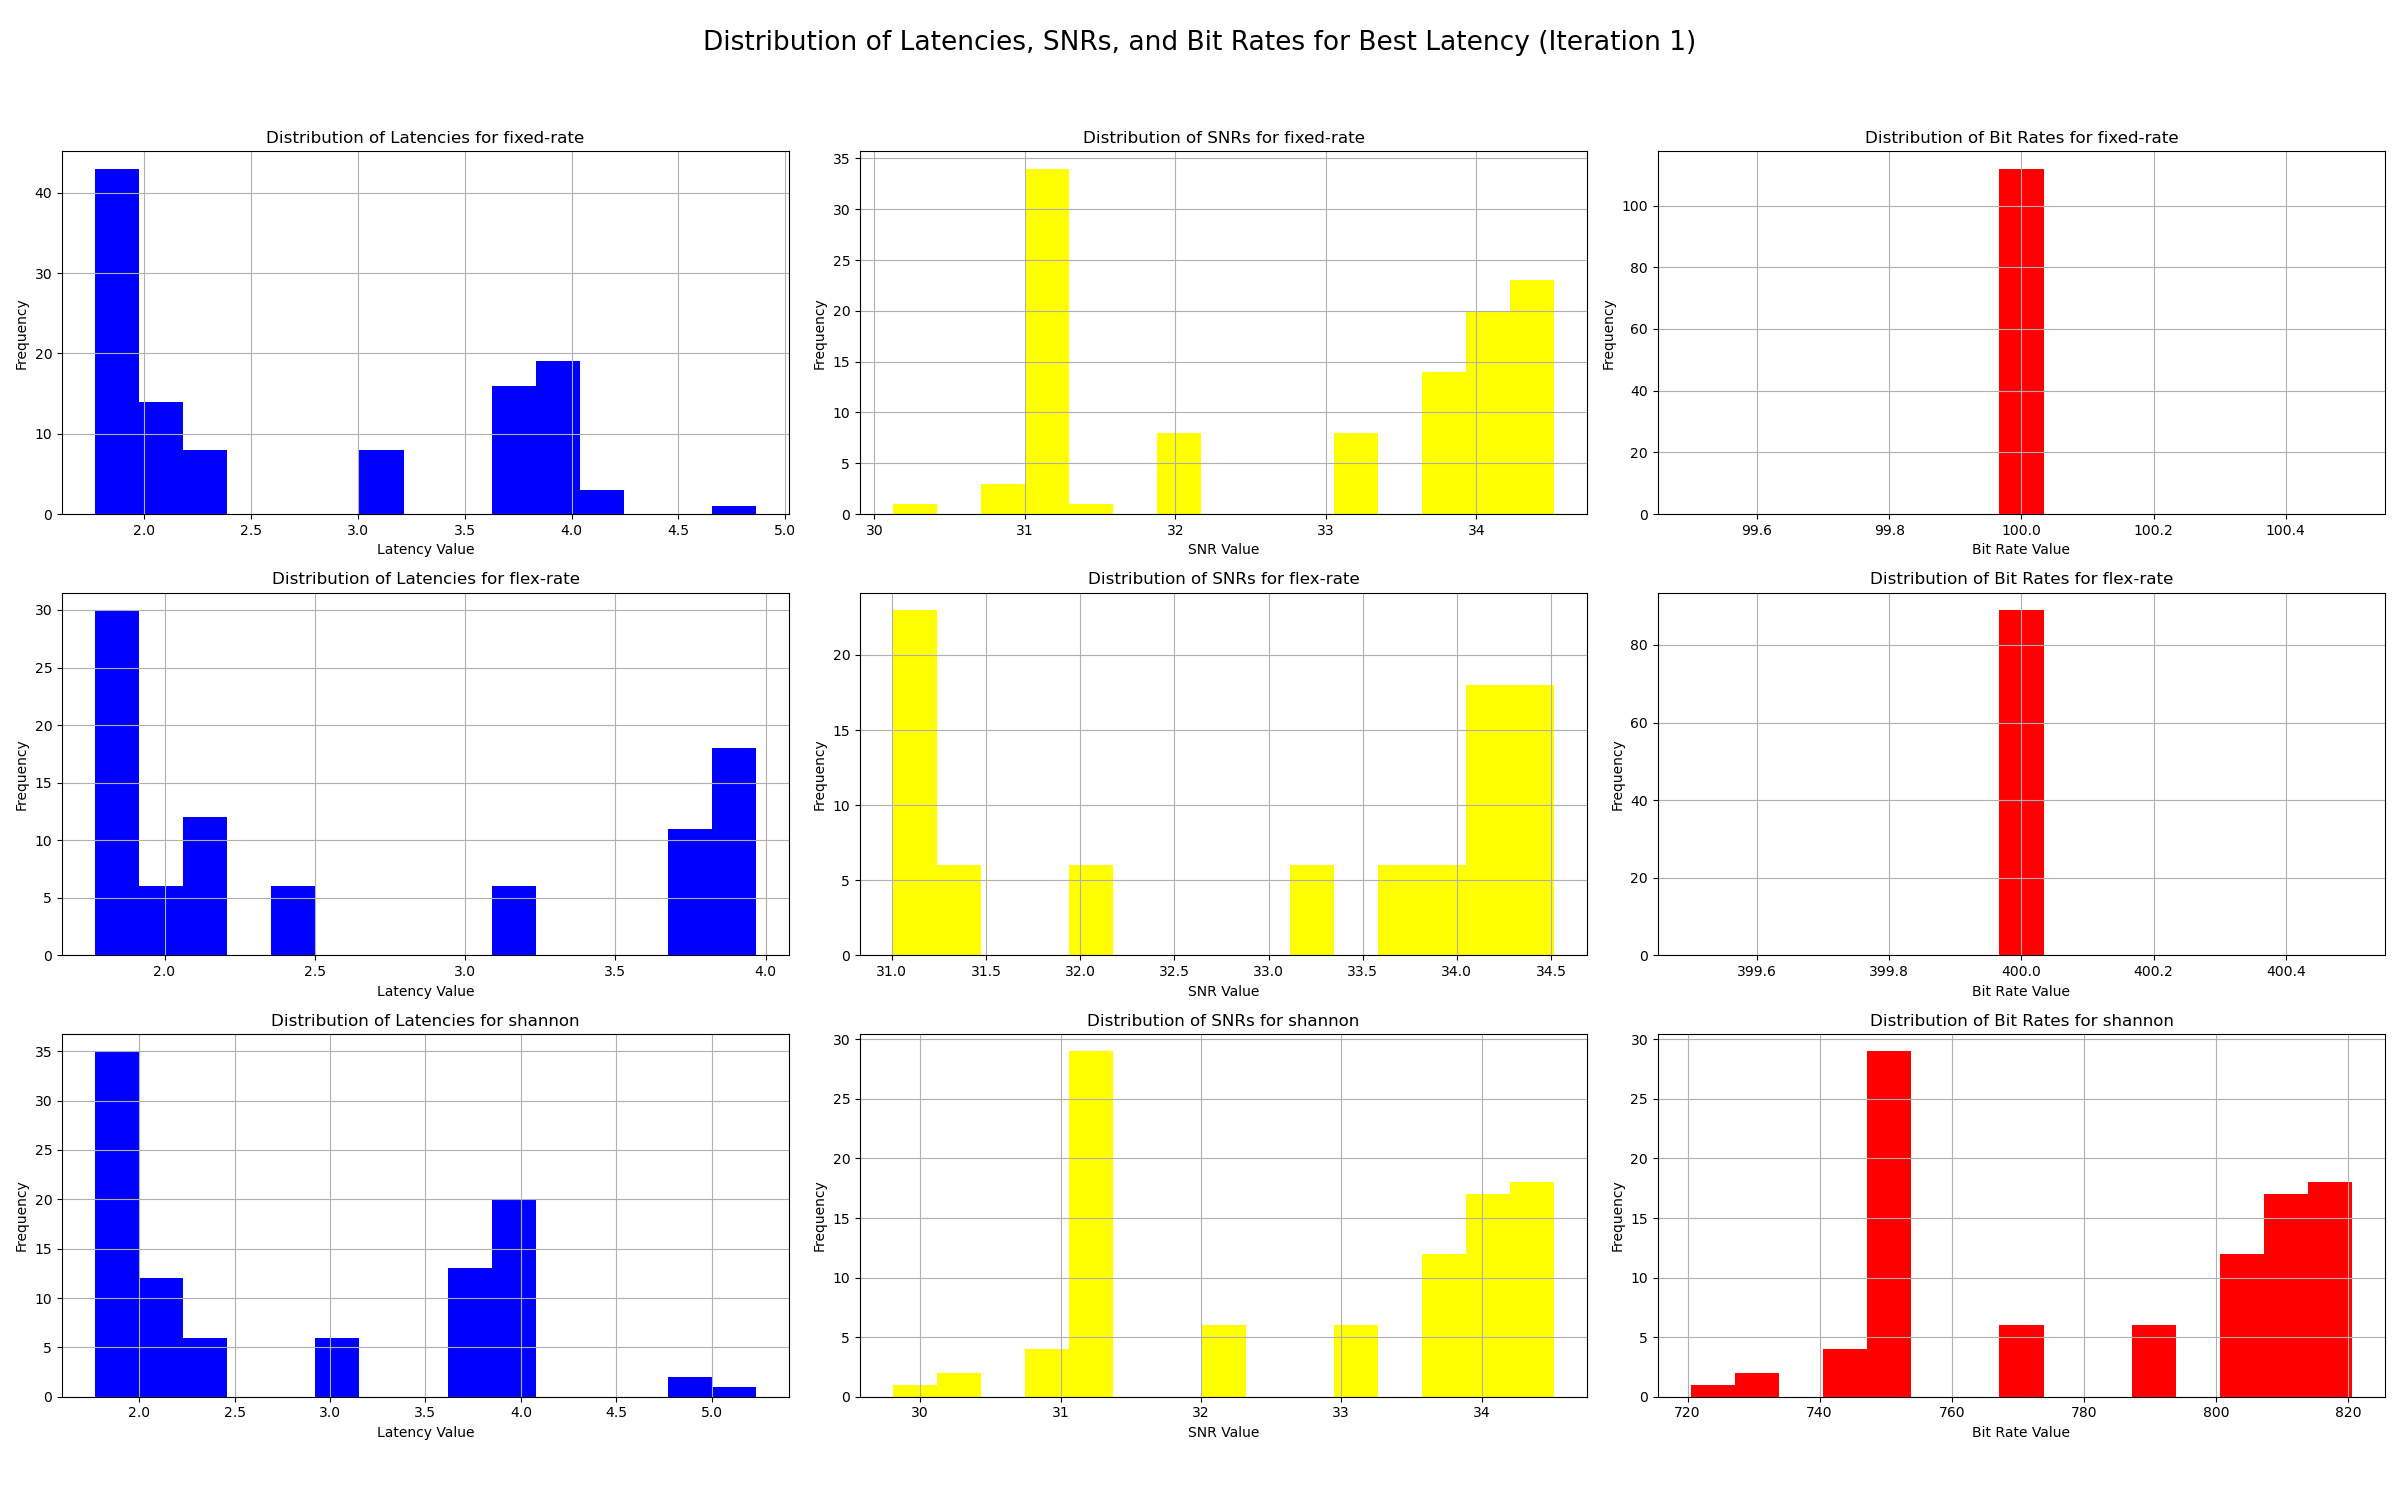 Distribution of Latencies, SNRs, and Bit Rates for Best Latency (Iteration 1)
Distribution of Latencies for fixed-rate
Frequency
40
30
20
10
0
2.0 2.5 3.0 3.5 4.0 4.5 5.0
Latency Value
Distribution of SNRs for fixed-rate
Frequency
35
30
25
20
15
10
5
0
30 31 32 33 34
SNR Value
Distribution of Bit Rates for fixed-rate
Frequency
100
80
60
40
20
0
99.6 99.8 100.0 100.2 100.4
Bit Rate Value
Distribution of Latencies for flex-rate
Frequency
30
25
20
15
10
5
0
2.0 2.5 3.0 3.5 4.0
Latency Value
Distribution of SNRs for flex-rate
Frequency
20
15
10
5
0
31.0 31.5 32.0 32.5 33.0 33.5 34.0 34.5
SNR Value
Distribution of Bit Rates for flex-rate
Frequency
80
60
40
20
0
399.6 399.8 400.0 400.2 400.4
Bit Rate Value
Distribution of Latencies for shannon
Frequency
35
30
25
20
15
10
5
0
2.0 2.5 3.0 3.5 4.0 4.5 5.0
Latency Value
Distribution of SNRs for shannon
Frequency
30
25
20
15
10
5
0
30 31 32 33 34
SNR Value
Distribution of Bit Rates for shannon
Frequency
30
25
20
15
10
5
0
720 740 760 780 800 820
Bit Rate Value